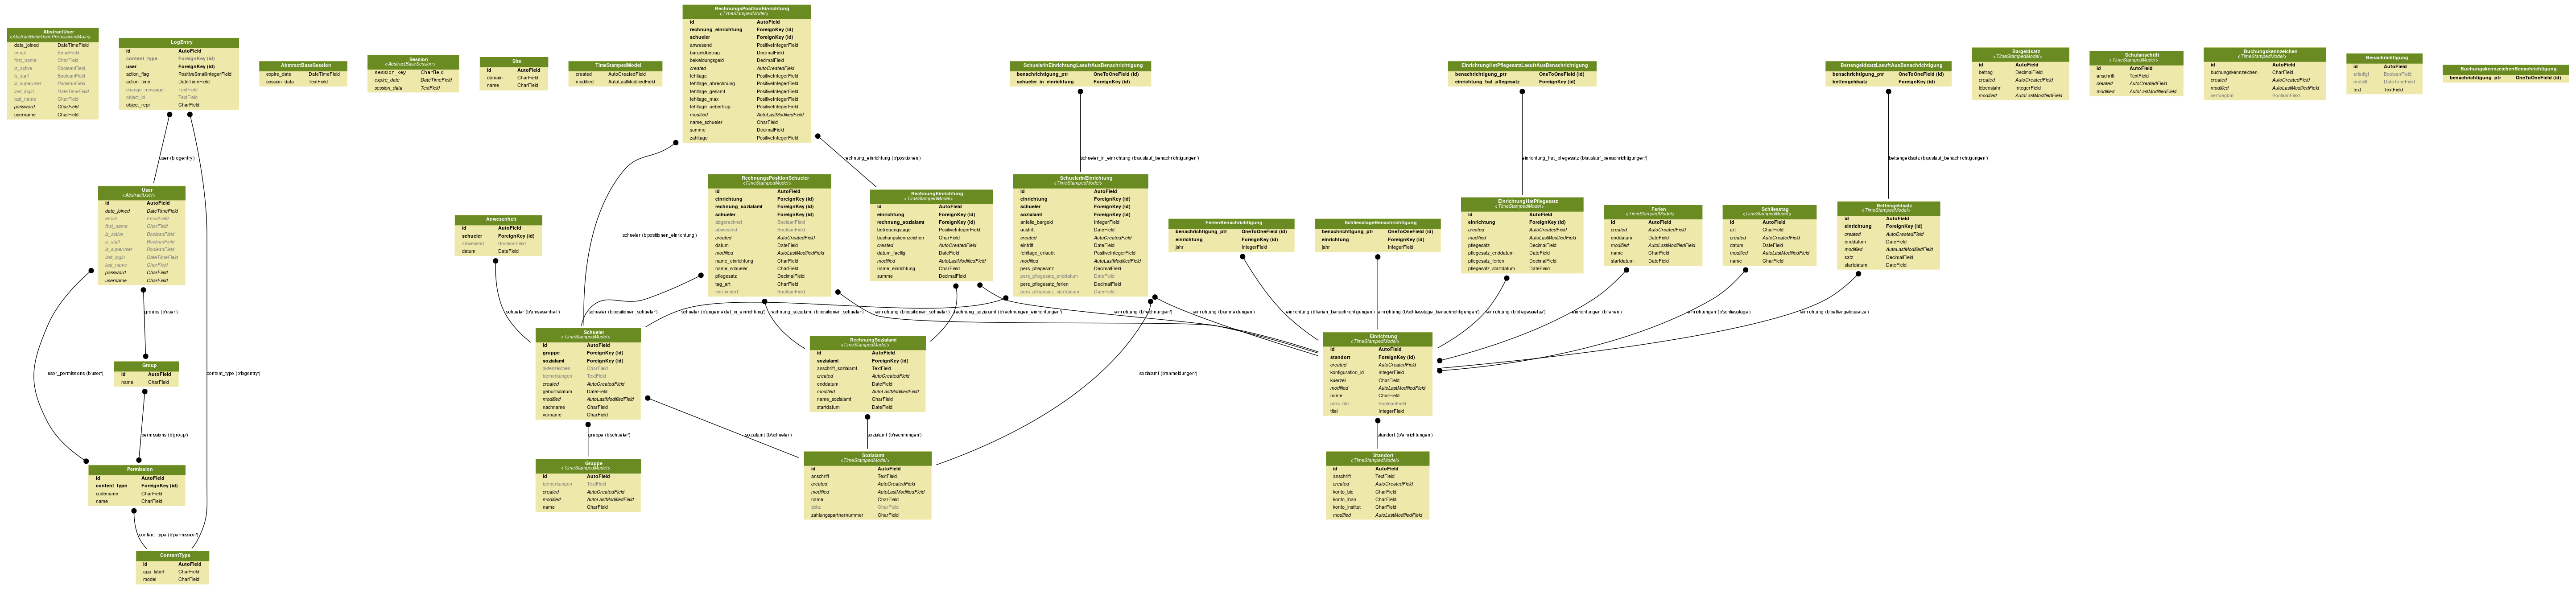 AbstractUser
<AbstractBaseUser,PermissionsMixin>
date_joined DateTimeField
email EmailField
first_name CharField
is_active BooleanField
is_staff BooleanField
is_superuser BooleanField
last_login DateTimeField
last_name CharField
password CharField
username CharField
LogEntry
id AutoField
content_type ForeignKey (id)
user ForeignKey (id)
action_flag PositiveSmallIntegerField
action_time DateTimeField
change_message TextField
object_id TextField
object_repr CharField
AbstractBaseSession
expire_date DateTimeField
session_data TextField
Session
<AbstractBaseSession>
session_key CharField
expire_date DateTimeField
session_data TextField
Site
id AutoField
domain CharField
name CharField
TimeStampedModel
created AutoCreatedField
modified AutoLastModifiedField
RechnungsPositionEinrichtung
<TimeStampedModel>
id AutoField
rechnung_einrichtung ForeignKey (id)
schueler ForeignKey (id)
anwesend PositiveIntegerField
bargeldbetrag DecimalField
bekleidungsgeld DecimalField
created AutoCreatedField
fehltage PositiveIntegerField
fehltage_abrechnung PositiveIntegerField
fehltage_gesamt PositiveIntegerField
fehltage_max PositiveIntegerField
fehltage_uebertrag PositiveIntegerField
modified AutoLastModifiedField
name_schueler CharField
summe DecimalField
zahltage PositiveIntegerField
SchuelerInEinrichtungLaeuftAusBenachrichtigung
benachrichtigung_ptr OneToOneField (id)
schueler_in_einrichtung ForeignKey (id)
EinrichtungHatPflegesatzLaeuftAusBenachrichtigung
benachrichtigung_ptr OneToOneField (id)
einrichtung_hat_pflegesatz ForeignKey (id)
BettengeldsatzLaeuftAusBenachrichtigung
benachrichtigung_ptr OneToOneField (id)
bettengeldsatz ForeignKey (id)
Bargeldsatz
<TimeStampedModel>
id AutoField
betrag DecimalField
created AutoCreatedField
lebensjahr IntegerField
modified AutoLastModifiedField
Schulanschrift
<TimeStampedModel>
id AutoField
anschrift TextField
created AutoCreatedField
modified AutoLastModifiedField
Buchungskennzeichen
<TimeStampedModel>
id AutoField
buchungskennzeichen CharField
created AutoCreatedField
modified AutoLastModifiedField
verfuegbar BooleanField
Benachrichtigung
id AutoField
erledigt BooleanField
erstellt DateTimeField
text TextField
BuchungskennzeichenBenachrichtigung
benachrichtigung_ptr OneToOneField (id)
user (\logentry')
rechnung_einrichtung (\positionen')
schueler_in_einrichtung (\auslauf_benachrichtigungen')
einrichtung_hat_pflegesatz (\auslauf_benachrichtigungen')
bettengeldsatz (\auslauf_benachrichtigungen')
User
<AbstractUser>
id AutoField
date_joined DateTimeField
email EmailField
first_name CharField
is_active BooleanField
is_staff BooleanField
is_superuser BooleanField
last_login DateTimeField
last_name CharField
password CharField
username CharField
Anwesenheit
id AutoField
schueler ForeignKey (id)
abwesend BooleanField
datum DateField
schueler (\positionen_einrichtung')
RechnungsPositionSchueler
<TimeStampedModel>
id AutoField
einrichtung ForeignKey (id)
rechnung_sozialamt ForeignKey (id)
schueler ForeignKey (id)
abgerechnet BooleanField
abwesend BooleanField
created AutoCreatedField
datum DateField
modified AutoLastModifiedField
name_einrichtung CharField
name_schueler CharField
pflegesatz DecimalField
tag_art CharField
vermindert BooleanField
RechnungEinrichtung
<TimeStampedModel>
id AutoField
einrichtung ForeignKey (id)
rechnung_sozialamt ForeignKey (id)
betreuungstage PositiveIntegerField
buchungskennzeichen CharField
created AutoCreatedField
datum_faellig DateField
modified AutoLastModifiedField
name_einrichtung CharField
summe DecimalField
SchuelerInEinrichtung
<TimeStampedModel>
id AutoField
einrichtung ForeignKey (id)
schueler ForeignKey (id)
sozialamt ForeignKey (id)
anteile_bargeld IntegerField
austritt DateField
created AutoCreatedField
eintritt DateField
fehltage_erlaubt PositiveIntegerField
modified AutoLastModifiedField
pers_pflegesatz DecimalField
pers_pflegesatz_enddatum DateField
pers_pflegesatz_ferien DecimalField
pers_pflegesatz_startdatum DateField
FerienBenachrichtigung
benachrichtigung_ptr OneToOneField (id)
einrichtung ForeignKey (id)
jahr IntegerField
SchliesstageBenachrichtigung
benachrichtigung_ptr OneToOneField (id)
einrichtung ForeignKey (id)
jahr IntegerField
EinrichtungHatPflegesatz
<TimeStampedModel>
id AutoField
einrichtung ForeignKey (id)
created AutoCreatedField
modified AutoLastModifiedField
pflegesatz DecimalField
pflegesatz_enddatum DateField
pflegesatz_ferien DecimalField
pflegesatz_startdatum DateField
Ferien
<TimeStampedModel>
id AutoField
created AutoCreatedField
enddatum DateField
modified AutoLastModifiedField
name CharField
startdatum DateField
Schliesstag
<TimeStampedModel>
id AutoField
art CharField
created AutoCreatedField
datum DateField
modified AutoLastModifiedField
name CharField
Bettengeldsatz
<TimeStampedModel>
id AutoField
einrichtung ForeignKey (id)
created AutoCreatedField
enddatum DateField
modified AutoLastModifiedField
satz DecimalField
startdatum DateField
groups (\user')
schueler (\anwesenheit')
schueler (\positionen_schueler')
schueler (\angemeldet_in_einrichtung')
rechnung_sozialamt (\positionen_schueler')
einrichtung (\positionen_schueler')
rechnung_sozialamt (\rechnungen_einrichtungen')
einrichtung (\rechnungen')
einrichtung (\anmeldungen')
einrichtung (\ferien_benachrichtigungen')
einrichtung (\schliesstage_benachrichtigungen')
einrichtung (\pflegesaetze')
einrichtungen (\ferien')
einrichtungen (\schliesstage')
einrichtung (\bettengeldsaetze')
Group
id AutoField
name CharField
user_permissions (\user')
content_type (\logentry')
Schueler
<TimeStampedModel>
id AutoField
gruppe ForeignKey (id)
sozialamt ForeignKey (id)
aktenzeichen CharField
bemerkungen TextField
created AutoCreatedField
geburtsdatum DateField
modified AutoLastModifiedField
nachname CharField
vorname CharField
RechnungSozialamt
<TimeStampedModel>
id AutoField
sozialamt ForeignKey (id)
anschrift_sozialamt TextField
created AutoCreatedField
enddatum DateField
modified AutoLastModifiedField
name_sozialamt CharField
startdatum DateField
sozialamt (\anmeldungen')
Einrichtung
<TimeStampedModel>
id AutoField
standort ForeignKey (id)
created AutoCreatedField
konfiguration_id IntegerField
kuerzel CharField
modified AutoLastModifiedField
name CharField
pers_bkz BooleanField
titel IntegerField
permissions (\group')
gruppe (\schueler')
sozialamt (\schueler')
sozialamt (\rechnungen')
standort (\einrichtungen')
Permission
id AutoField
content_type ForeignKey (id)
codename CharField
name CharField
Gruppe
<TimeStampedModel>
id AutoField
bemerkungen TextField
created AutoCreatedField
modified AutoLastModifiedField
name CharField
Sozialamt
<TimeStampedModel>
id AutoField
anschrift TextField
created AutoCreatedField
modified AutoLastModifiedField
name CharField
zahlungspartnernummer CharField
Standort
<TimeStampedModel>
id AutoField
anschrift TextField
created AutoCreatedField
konto_bic CharField
konto_iban CharField
konto_institut CharField
modified AutoLastModifiedField
content_type (\permission')
ContentType
id AutoField
app_label CharField
model CharField